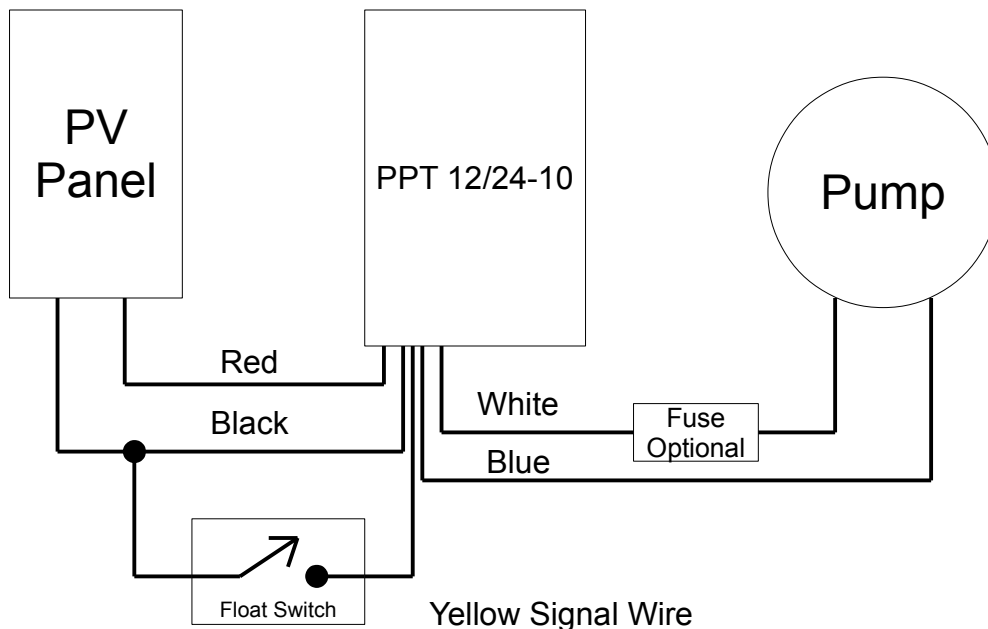 PV
Panel
PPT 12/24-10
Pump
Red
Black
White
Fuse
Optional
Blue
Float Switch
Yellow Signal Wire